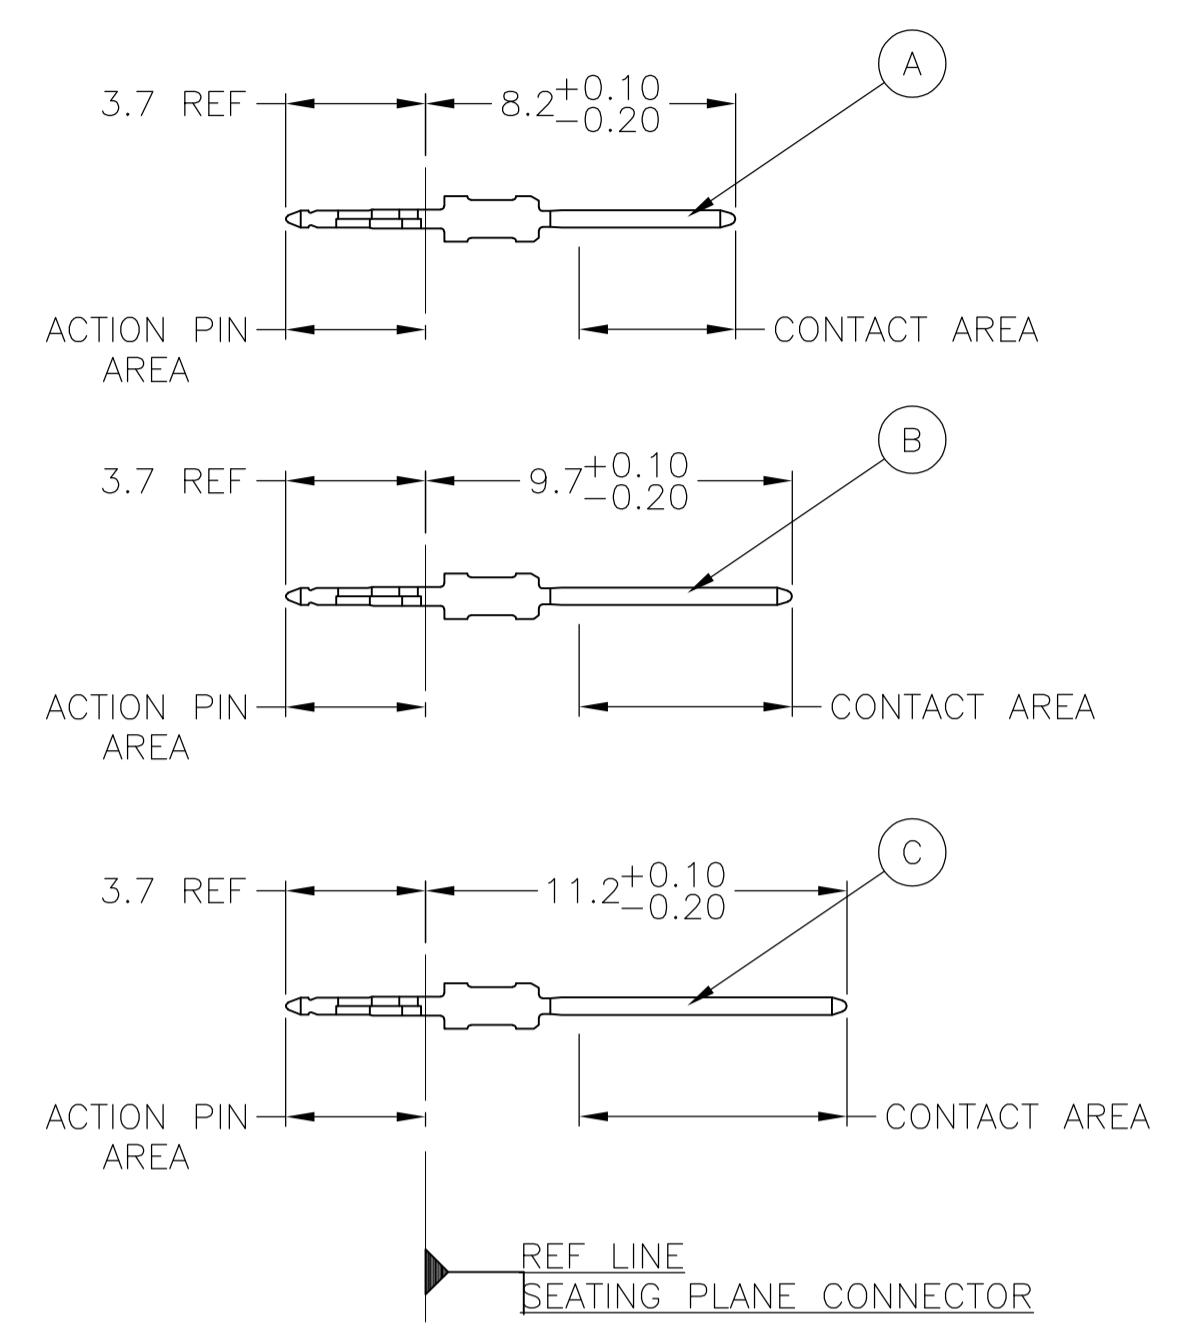 A
3.7 REF 8.2 +0.10
-0.20
ACTION PIN
AREA
CONTACT AREA
B
3.7 REF 9.7 +0.10
-0.20
ACTION PIN
AREA
CONTACT AREA
C
3.7 REF 11.2 +0.10
-0.20
ACTION PIN
AREA
CONTACT AREA
REF LINE
SEATING PLANE CONNECTOR